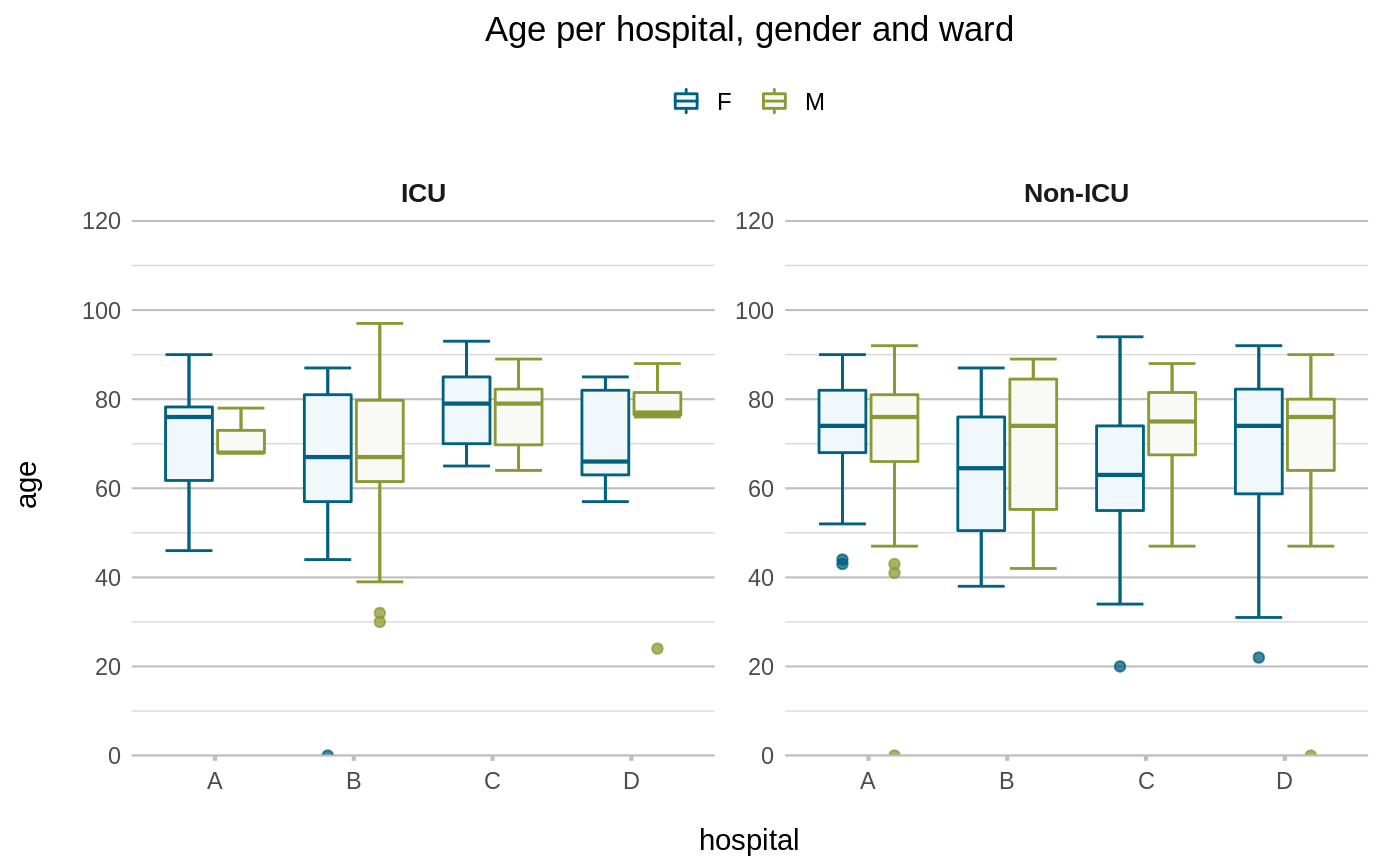 Age per hospital, gender and ward
F M
ICU Non-ICU
120 120
100 100
80 80
60 60
40 40
20 20
0 0
age
A B C D A B C D
hospital